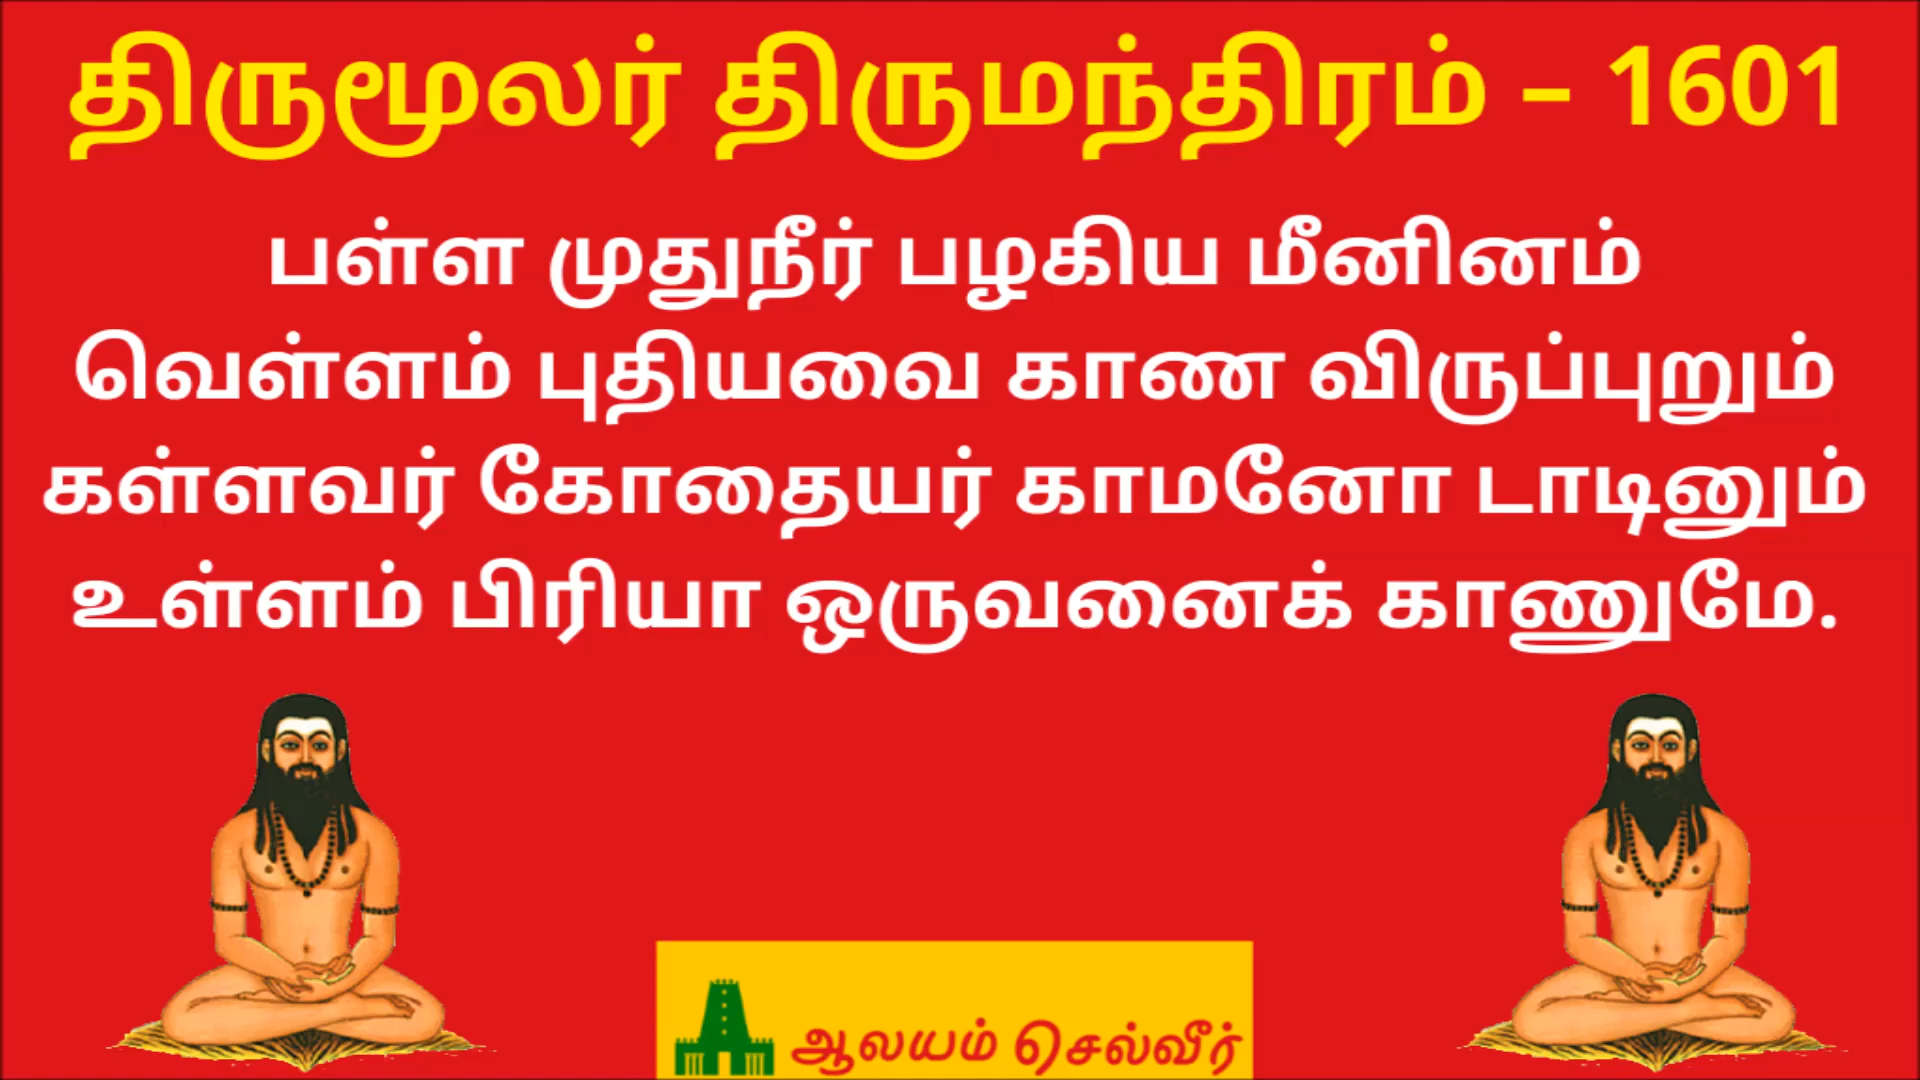 திருமூலர் திருமந்திரம் – 1601
பள்ள முதுநீர் பழகிய மீனினம்
வெள்ளம் புதியவை காண விருப்புறும்
கள்ளவர் கோதையர் காமனோ டாடினும்
உள்ளம் பிரியா ஒருவனைக் காணுமே.
ஆலயம் செல்வீர்